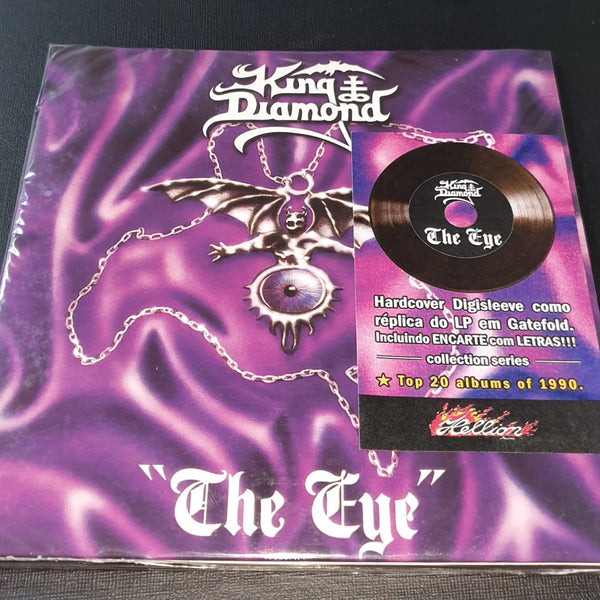 King
Diamond
King
Diamond
The Eye
Hardcover Digisleeve como
réplica do LP em Gatefold.
Incluindo ENCARTE com LETRAS!!!
collection series
★ Top 20 albums of 1990.
Hellion
"The Eye"